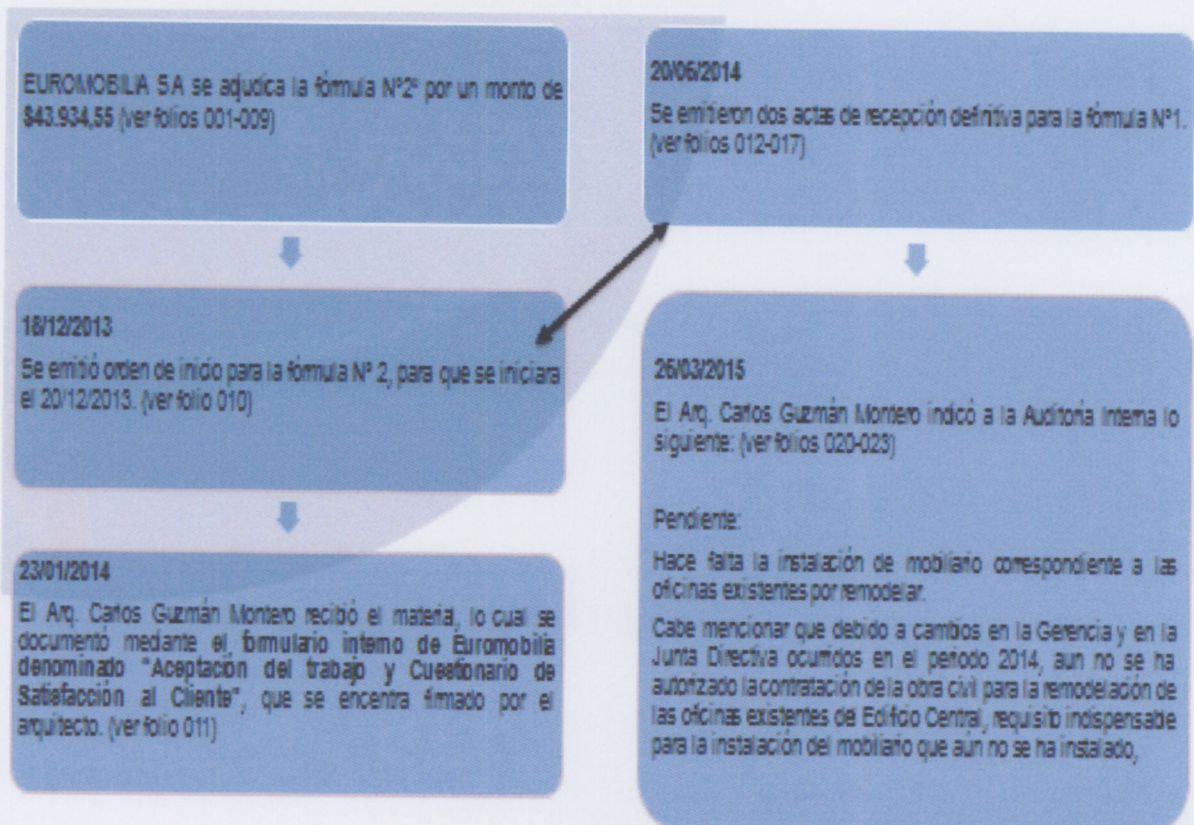 EUROMOBILIA SA se adjudica la fórmula N°2" por un monto de
$43.934,55 (ver folios 001-009)
18/12/2013
Se emitió orden de inicio para la fórmula N° 2, para que se iniciara
el 20/12/2013. (ver folio 010)
23/01/2014
El Arq. Carlos Guzmán Montero recibió el material, lo cual se
documentó mediante el, formulario interno de Euromobilia
denominado "Aceptación del trabajo y Cuestionario de
Satisfacción al Cliente", que se encentra firmado por el
arquitecto. (ver folio 011)
20/06/2014
Se emitieron dos actas de recepción definitiva para la fórmula N°1.
(ver folios 012-017)
26/03/2015
El Arq. Carlos Guzmán Montero indicó a la Auditoría Interna lo
siguiente: (ver folios 020-023)
Pendiente:
Hace falta la instalación de mobiliario correspondiente a las
oficinas existentes por remodelar.
Cabe mencionar que debido a cambios en la Gerencia y en la
Junta Directiva ocurridos en el periodo 2014, aun no se ha
autorizado la contratación de la obra civil para la remodelación de
las oficinas existentes del Edificio Central, requisito indispensable
para la instalación del mobiliario que aún no se ha instalado,